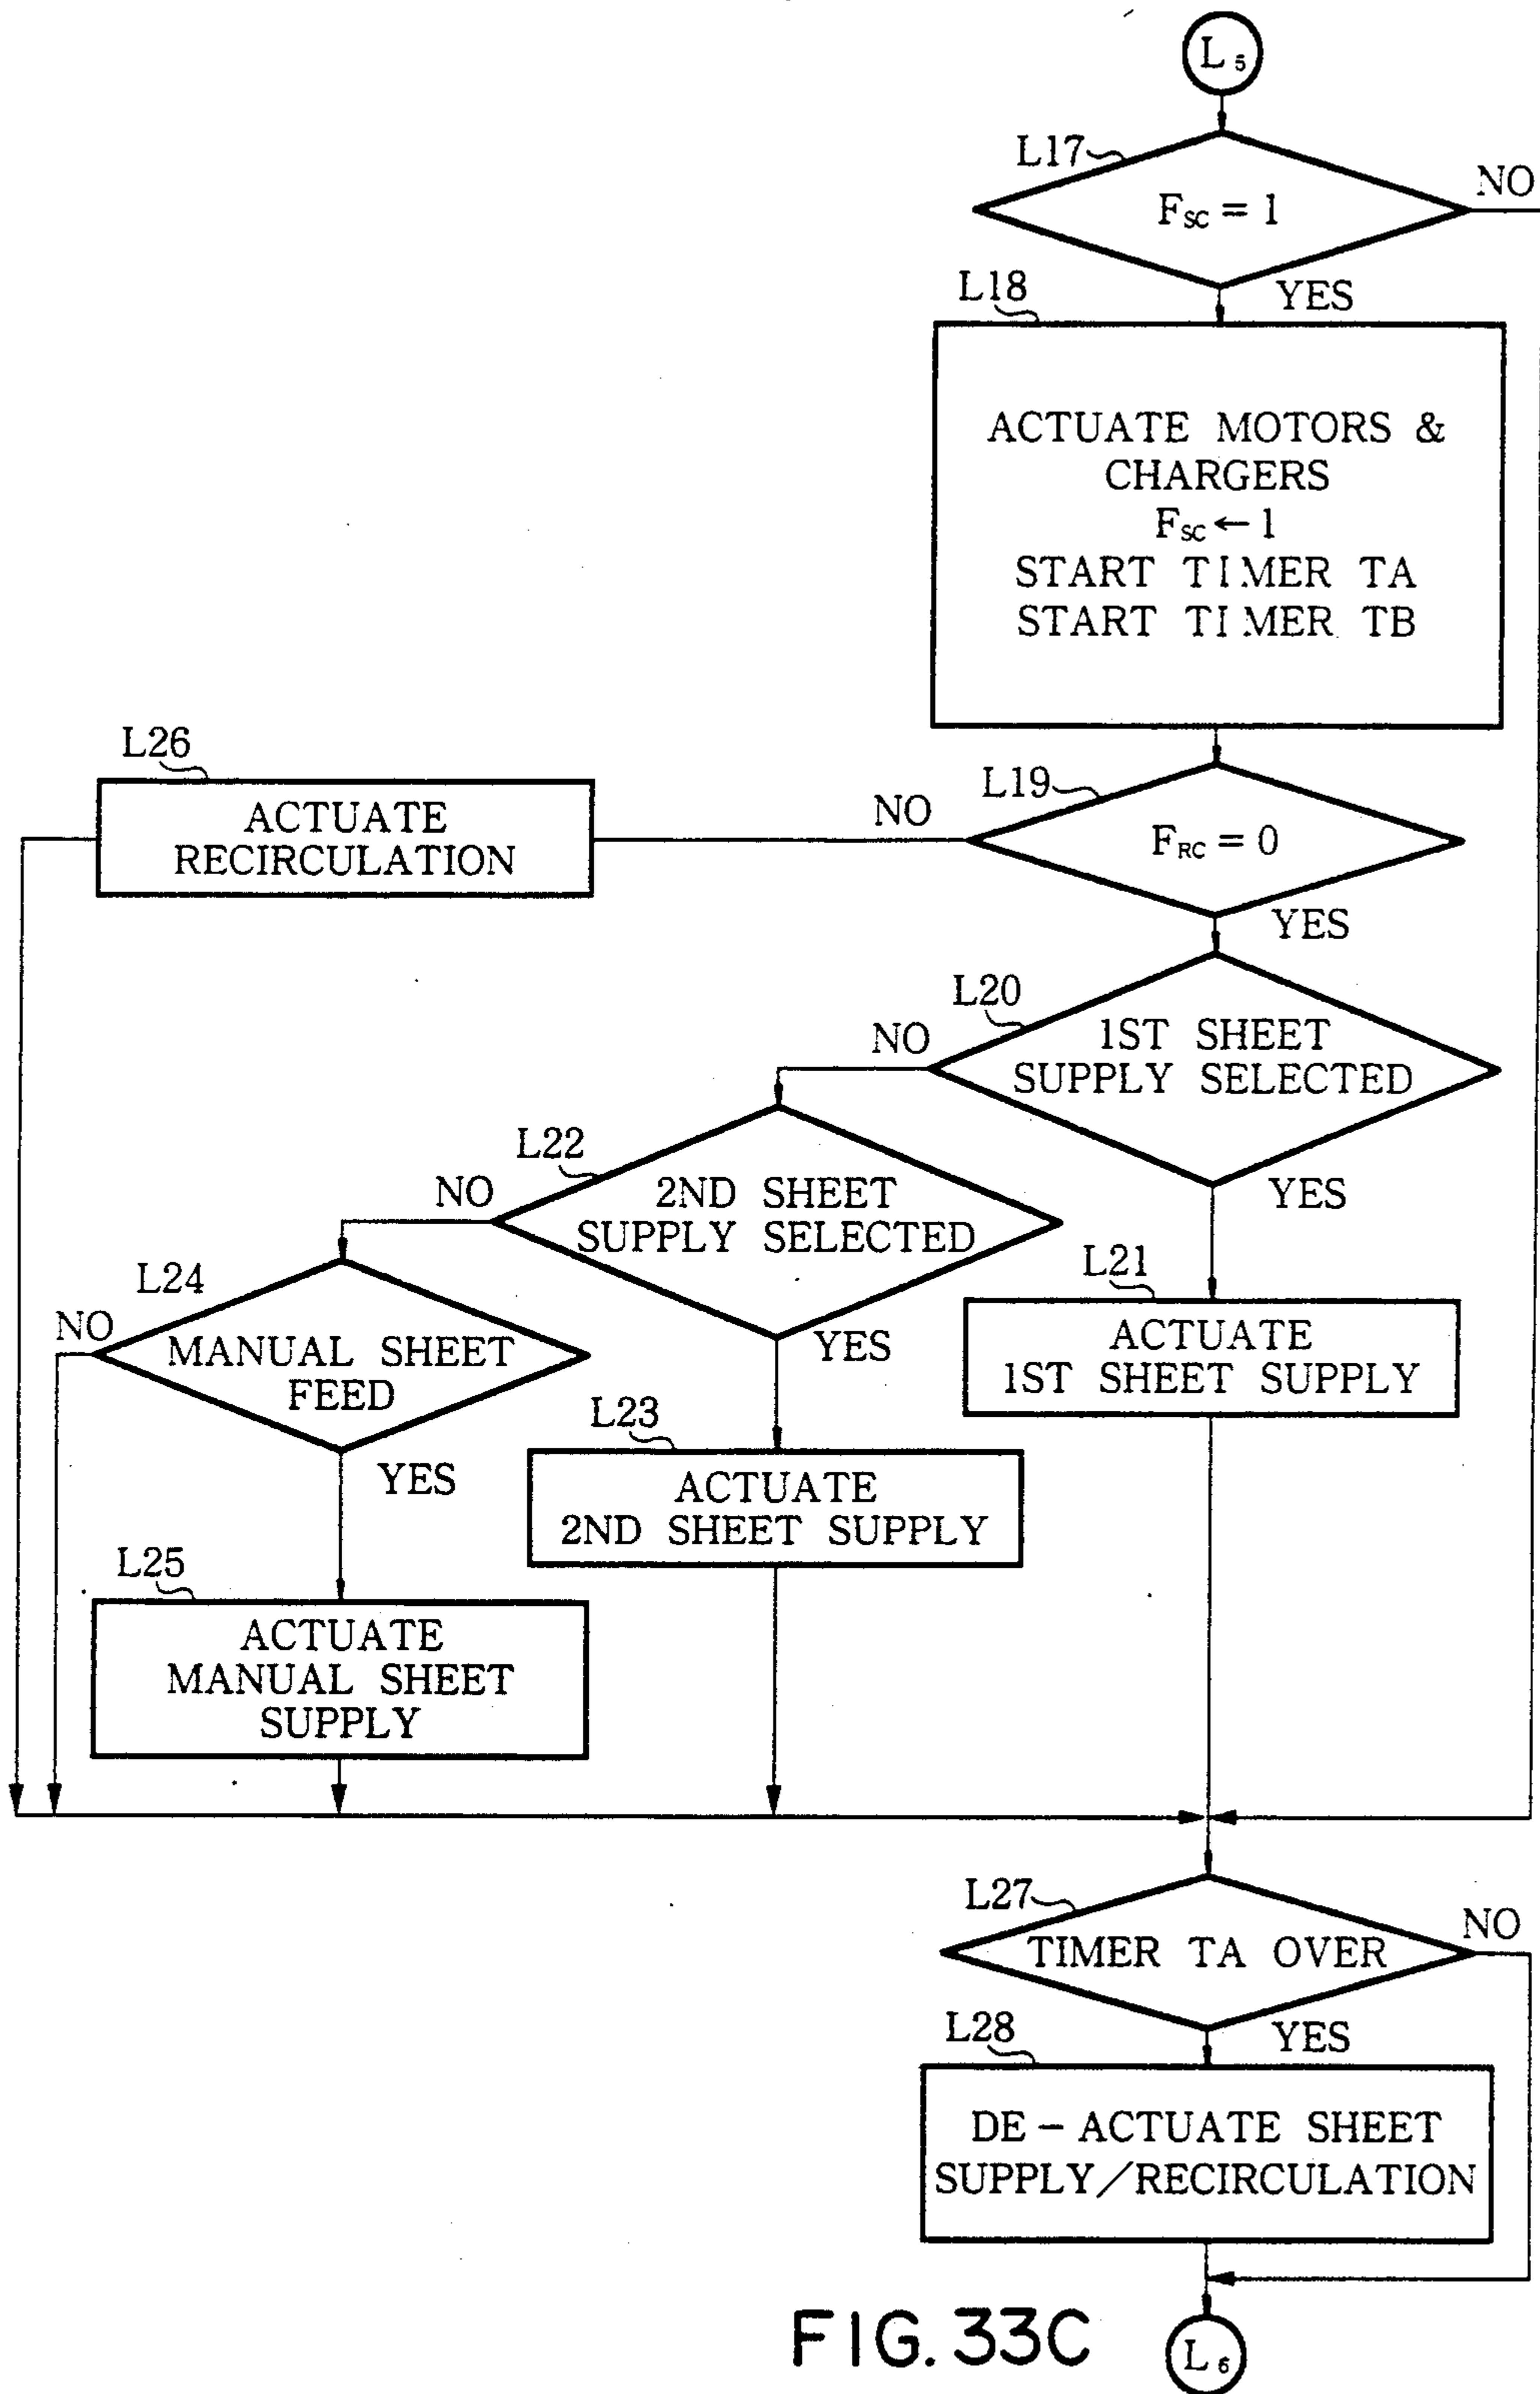 L5
L17
NO
FSC = 1
YES
L18
ACTUATE MOTORS &
CHARGERS
FSC ← 1
START TIMER TA
START TIMER TB
L26
ACTUATE
RECIRCULATION
NO
L19
FRC = 0
YES
L20
NO
1ST SHEET
SUPPLY SELECTED
YES
L22
NO
2ND SHEET
SUPPLY SELECTED
YES
L21
ACTUATE
1ST SHEET SUPPLY
L24
NO
MANUAL SHEET
FEED
YES
L23
ACTUATE
2ND SHEET SUPPLY
L25
ACTUATE
MANUAL SHEET
SUPPLY
L27
NO
TIMER TA OVER
YES
L28
DE - ACTUATE SHEET
SUPPLY/RECIRCULATION
L6
FIG. 33C